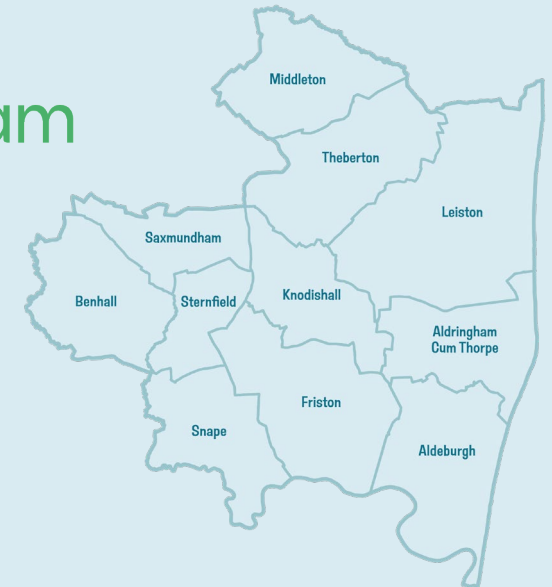 am
Middleton
Theberton
Leiston
Saxmundham
Benhall
Sternfield
Knodishall
Aldringham
Cum Thorpe
Friston
Snape
Aldeburgh